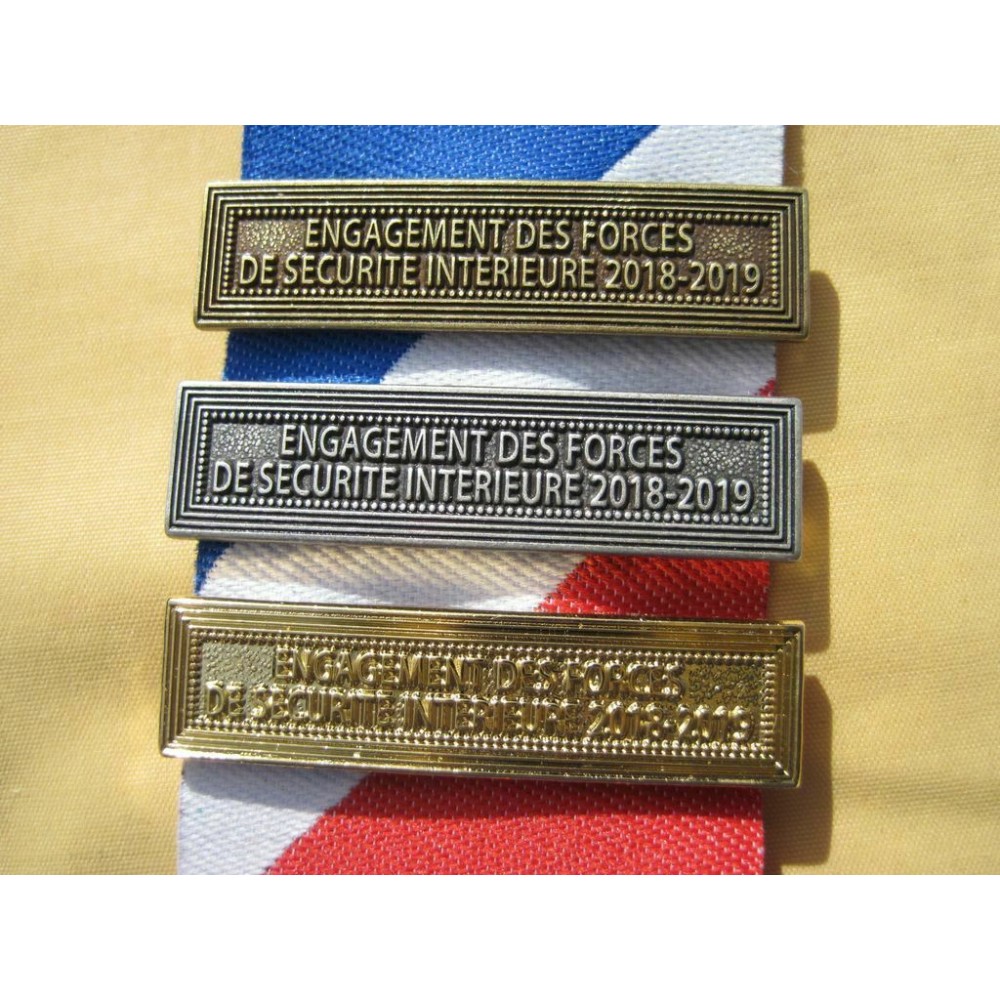 ENGAGEMENT DES FORCES
DE SECURITE INTERIEURE 2018-2019
ENGAGEMENT DES FORCES
DE SECURITE INTERIEURE 2018-2019
ENGAGEMENT DES FORCES
DE SECURITE INTERIEURE 2018-2019